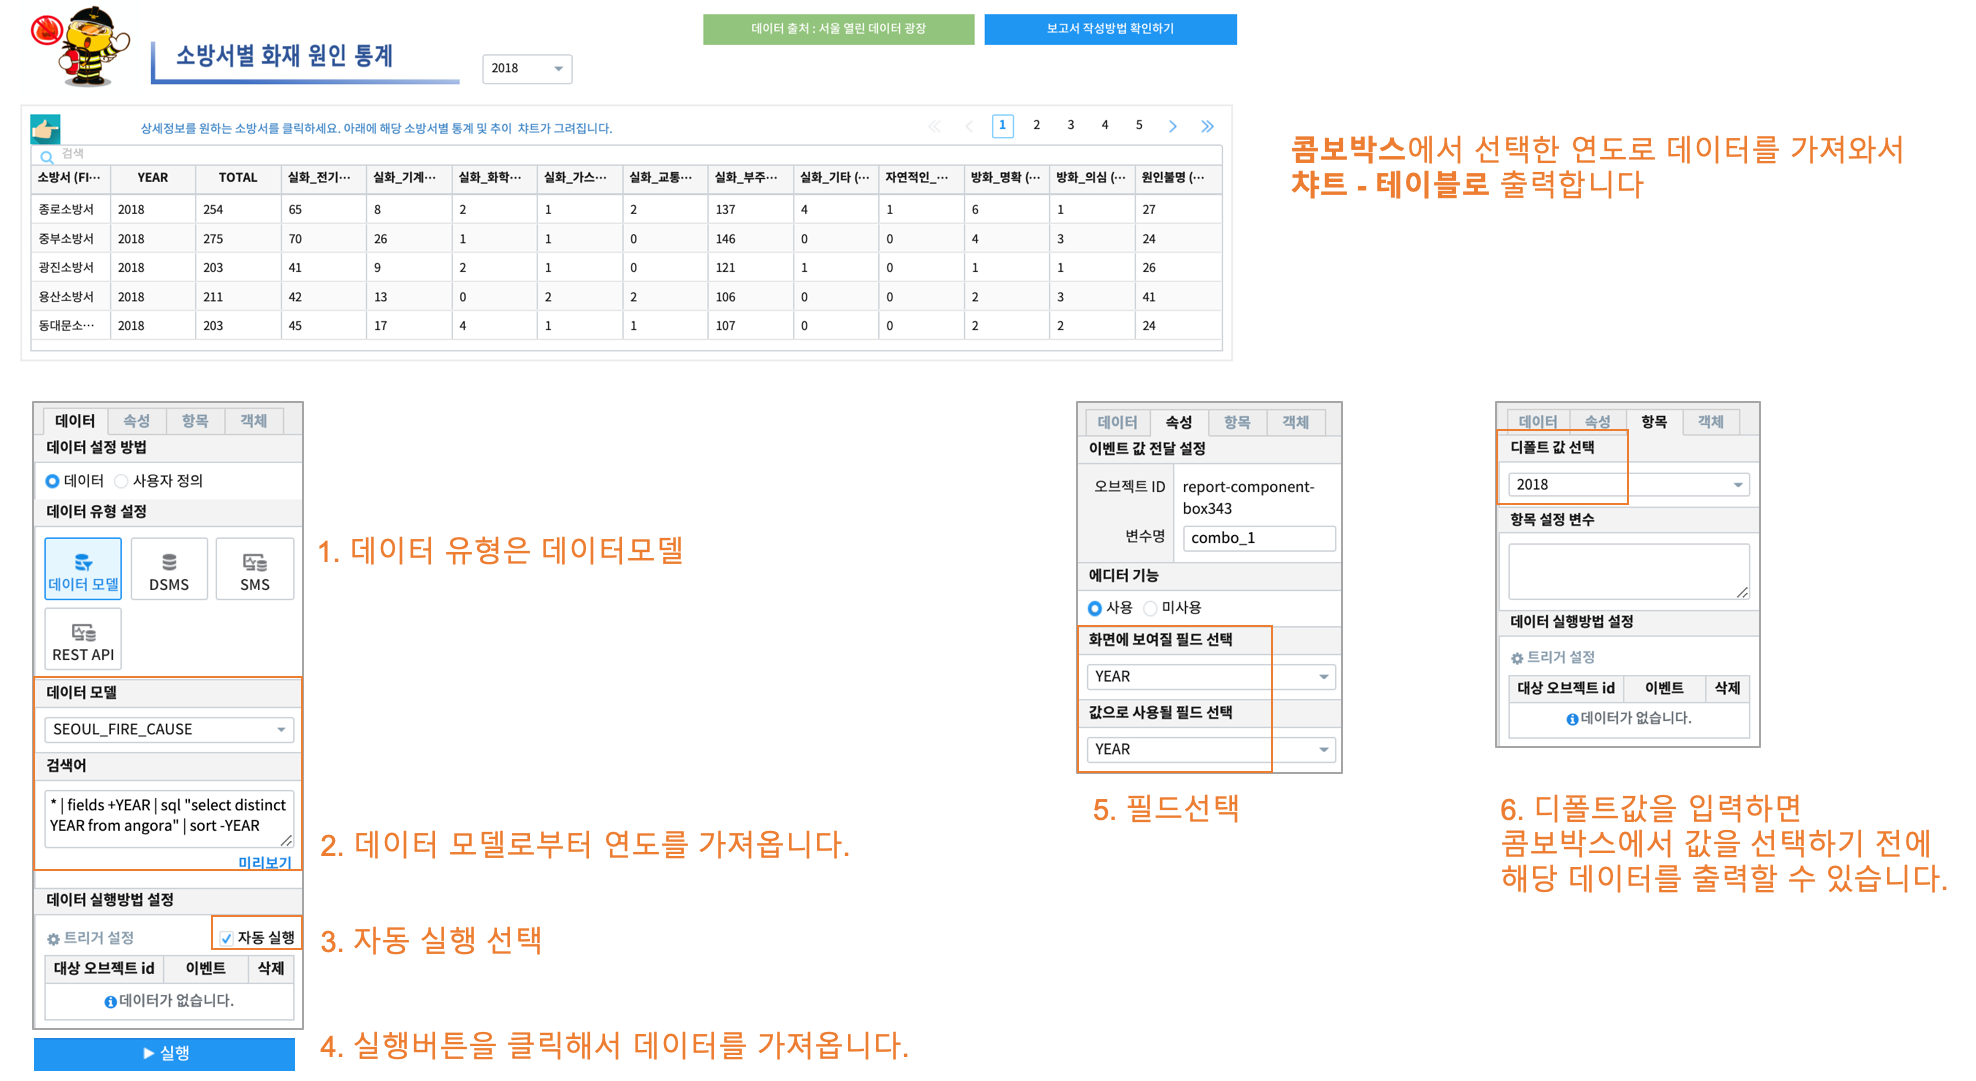 데이터 출처 : 서울 열린 데이터 광장
보고서 작성방법 확인하기
소방서별 화재 원인 통계
2018
상세정보를 원하는 소방서를 클릭하세요. 아래에 해당 소방서별 통계 및 추이 챠트가 그려집니다.
1 2 3 4 5
검색
소방서 (FI··· YEAR TOTAL 실화_전기··· 실화_기계··· 실화_화학··· 실화_가스··· 실화_교통··· 실화_부주··· 실화_기타 (··· 자연적인_··· 방화_명확 (··· 방화_의심 (··· 원인불명 (···
종로소방서 2018 254 65 8 2 1 2 137 4 1 6 1 27
중부소방서 2018 275 70 26 1 1 0 146 0 0 4 3 24
광진소방서 2018 203 41 9 2 1 0 121 1 0 1 1 26
용산소방서 2018 211 42 13 0 2 2 106 0 0 2 3 41
동대문소··· 2018 203 45 17 4 1 1 107 0 0 2 2 24
콤보박스에서 선택한 연도로 데이터를 가져와서
챠트 - 테이블로 출력합니다
데이터 속성 항목 객체
데이터 설정 방법
데이터 사용자 정의
데이터 유형 설정
데이터 모델 DSMS SMS
REST API
데이터 모델
SEOUL_FIRE_CAUSE
검색어
* | fields +YEAR | sql "select distinct
YEAR from angora" | sort -YEAR
미리보기
데이터 실행방법 설정
트리거 설정 자동 실행
대상 오브젝트 id 이벤트 삭제
데이터가 없습니다.
실행
1. 데이터 유형은 데이터모델
2. 데이터 모델로부터 연도를 가져옵니다.
3. 자동 실행 선택
4. 실행버튼을 클릭해서 데이터를 가져옵니다.
데이터 속성 항목 객체
이벤트 값 전달 설정
오브젝트 ID report-component-
box343
변수명 combo_1
에디터 기능
사용 미사용
화면에 보여질 필드 선택
YEAR
값으로 사용될 필드 선택
YEAR
5. 필드선택
데이터 속성 항목 객체
디폴트 값 선택
2018
항목 설정 변수
데이터 실행방법 설정
트리거 설정
대상 오브젝트 id 이벤트 삭제
데이터가 없습니다.
6. 디폴트값을 입력하면
콤보박스에서 값을 선택하기 전에
해당 데이터를 출력할 수 있습니다.